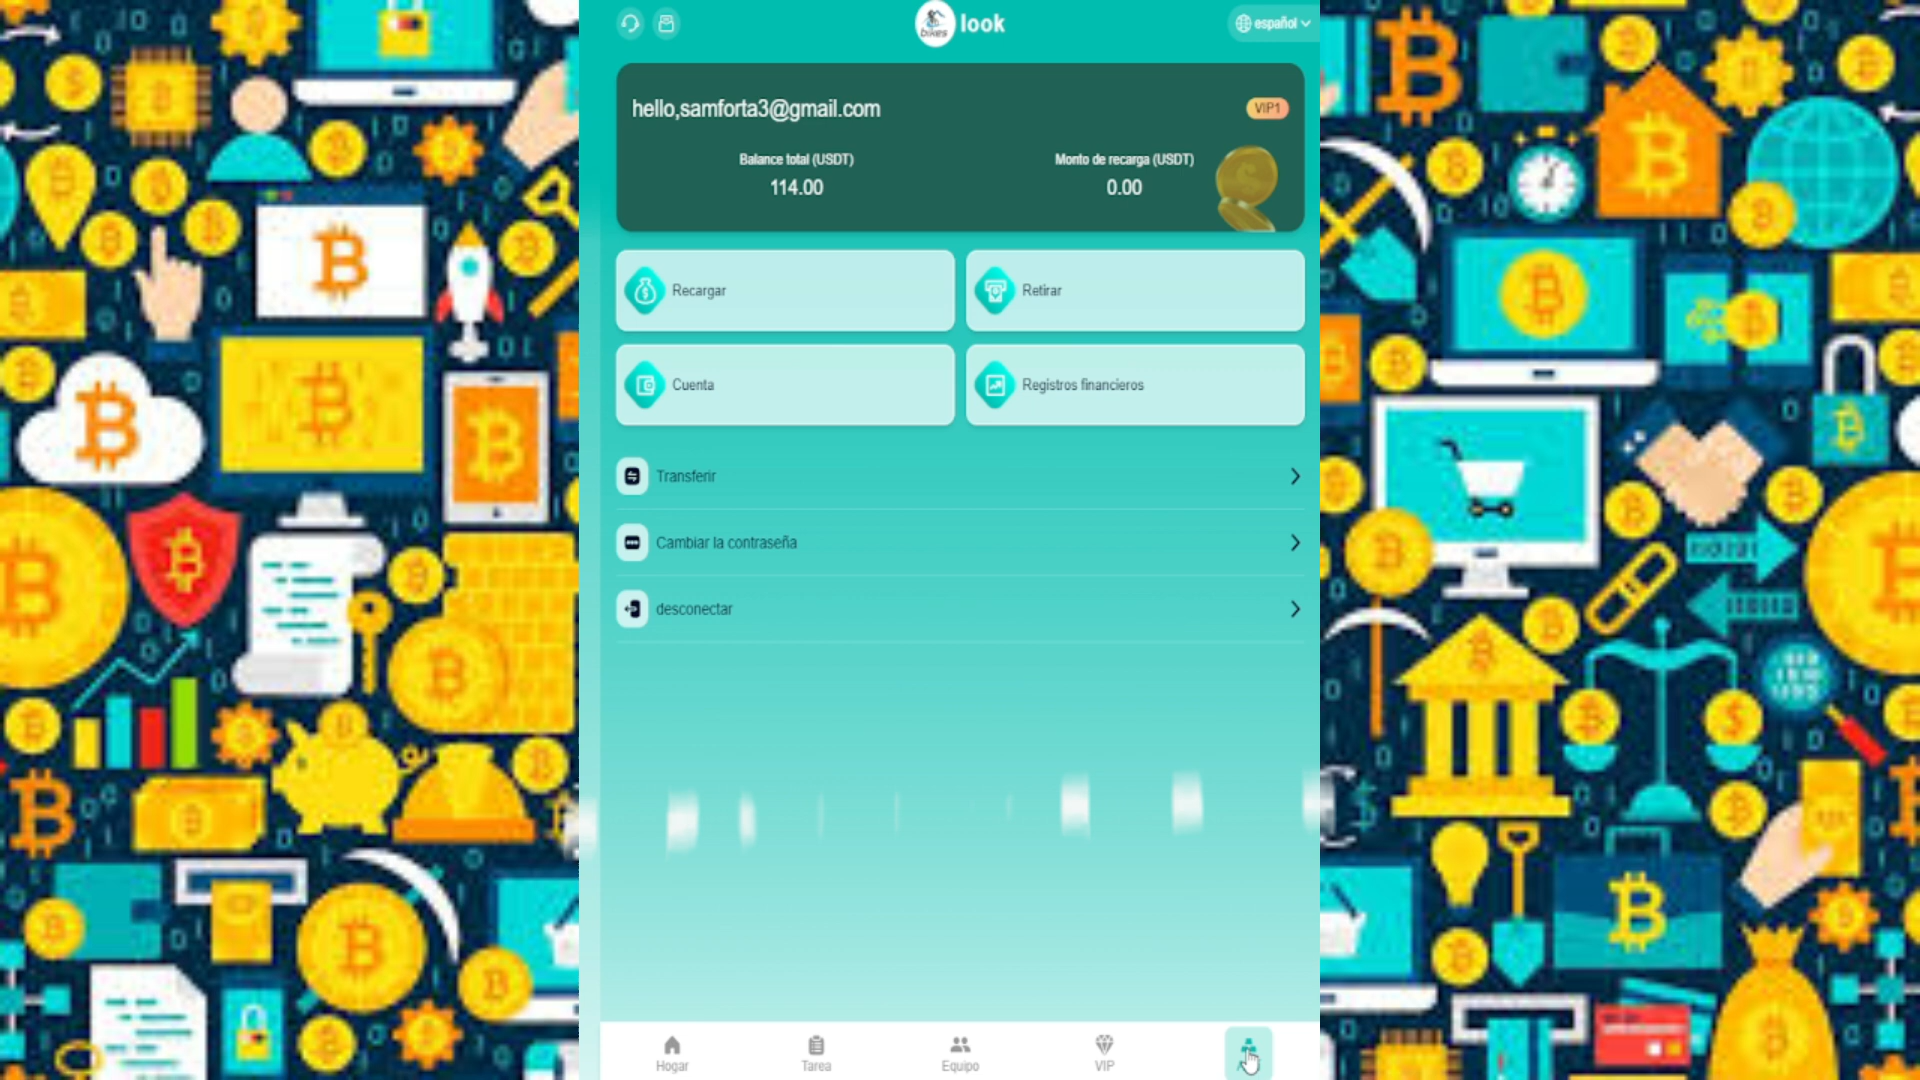 bikes look
español
hello,samforta3@gmail.com
VIP1
Balance total (USDT)
Monto de recarga (USDT)
114.00
0.00
Recargar
Retirar
Cuenta
Registros financieros
Transferir
Cambiar la contraseña
desconectar
Hogar
Tarea
Equipo
VIP